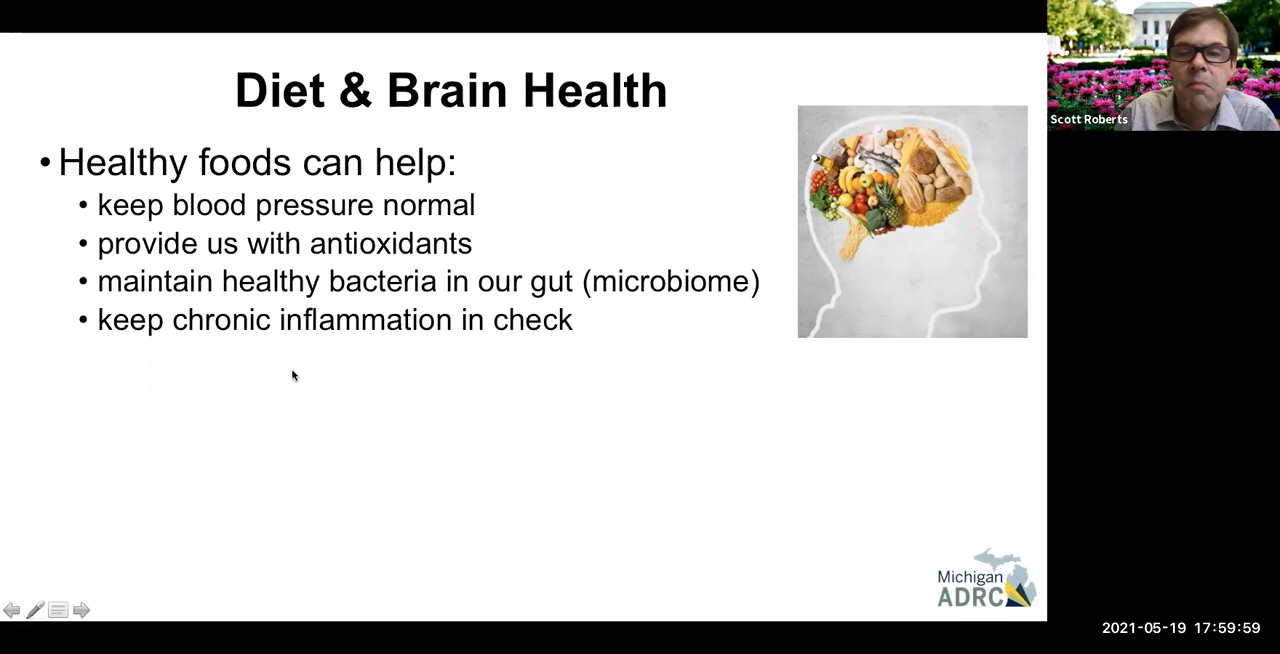 Diet & Brain Health
• Healthy foods can help:
• keep blood pressure normal
• provide us with antioxidants
• maintain healthy bacteria in our gut (microbiome)
• keep chronic inflammation in check
Michigan
ADRC
Scott Roberts
2021-05-19 17:59:59